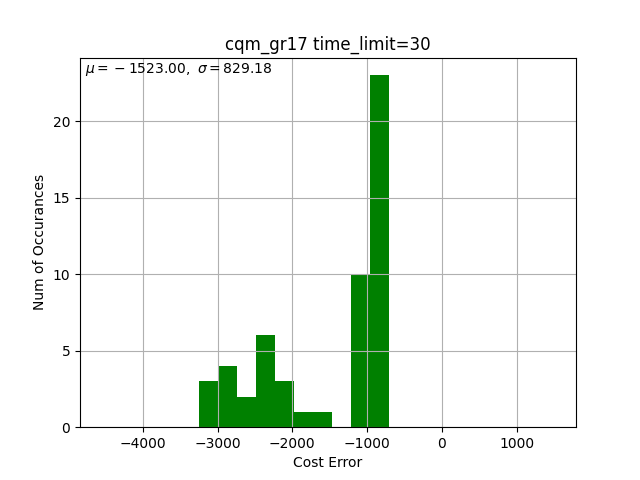 cqm_gr17 time_limit=30
μ = −1523.00, σ = 829.18
Num of Occurances
20
15
10
5
0
−4000 −3000 −2000 −1000 0 1000
Cost Error